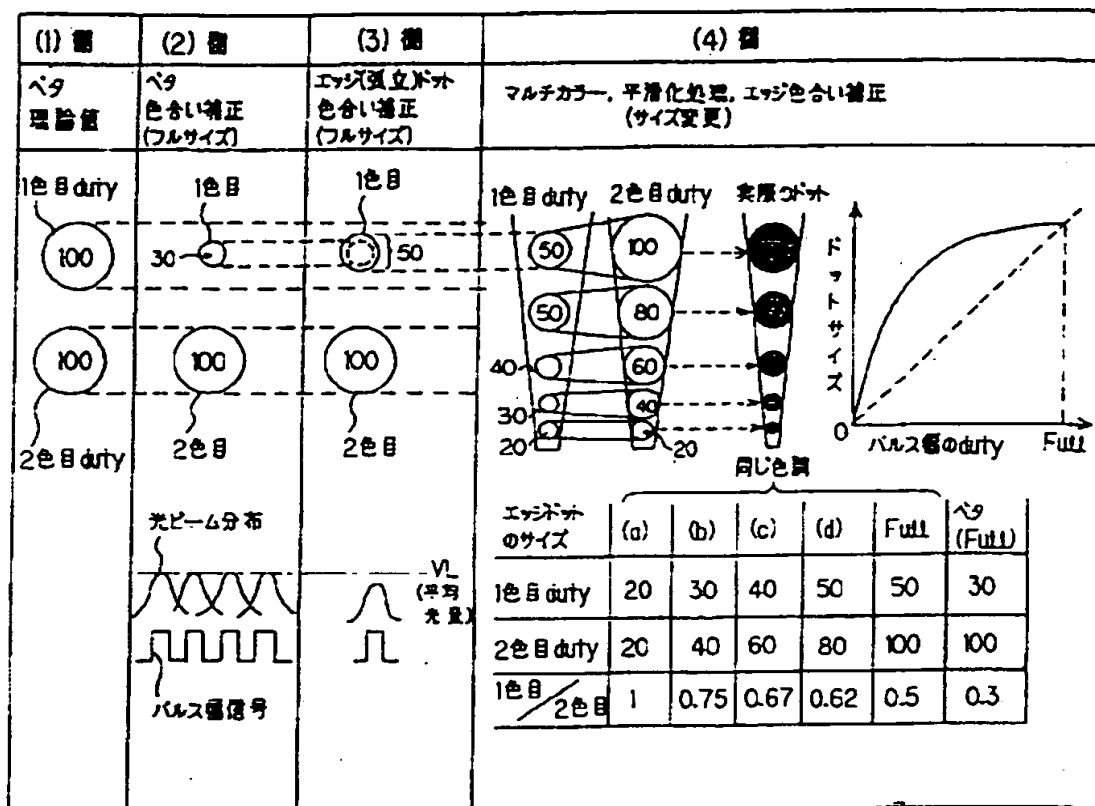 (1) 欄
(2) 欄
(3) 欄
(4) 欄
ベタ
理論値
ベタ
色合い補正
(フルサイズ)
エッジ(孤立)ドット
色合い補正
(フルサイズ)
マルチカラー, 平滑化処理, エッジ色合い補正
(サイズ変更)
1色目duty
100
100
2色目duty
1色目
30
100
2色目
1色目
50
100
2色目
1色目duty
2色目duty
実際のドット
50
100
50
80
40
60
30
40
20
20
ドットサイズ
0
パルス幅のduty
Full
光ビーム分布
パルス幅信号
VL
(平均
光量)
同じ色調
エッジドット
のサイズ
(a)
(b)
(c)
(d)
Full
ベタ
(Full)
1色目duty
20
30
40
50
50
30
2色目duty
20
40
60
80
100
100
1色目/2色目
1
0.75
0.67
0.62
0.5
0.3